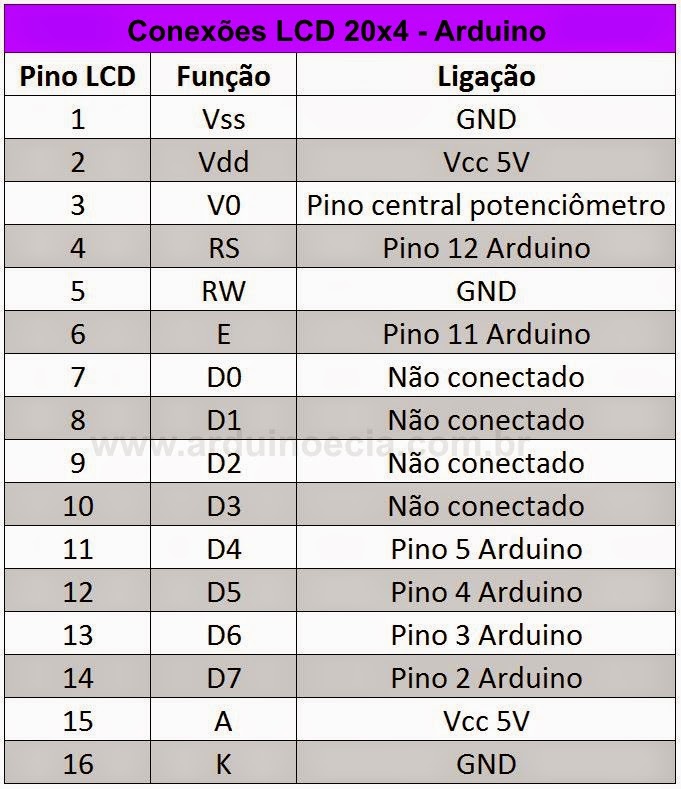 Conexões LCD 20x4 - Arduino
Pino LCD Função Ligação
1 Vss GND
2 Vdd Vcc 5V
3 V0 Pino central potenciômetro
4 RS Pino 12 Arduino
5 RW GND
6 E Pino 11 Arduino
7 D0 Não conectado
8 D1 Não conectado
www.arduinoecia.com.br
9 D2 Não conectado
10 D3 Não conectado
11 D4 Pino 5 Arduino
12 D5 Pino 4 Arduino
13 D6 Pino 3 Arduino
14 D7 Pino 2 Arduino
15 A Vcc 5V
16 K GND